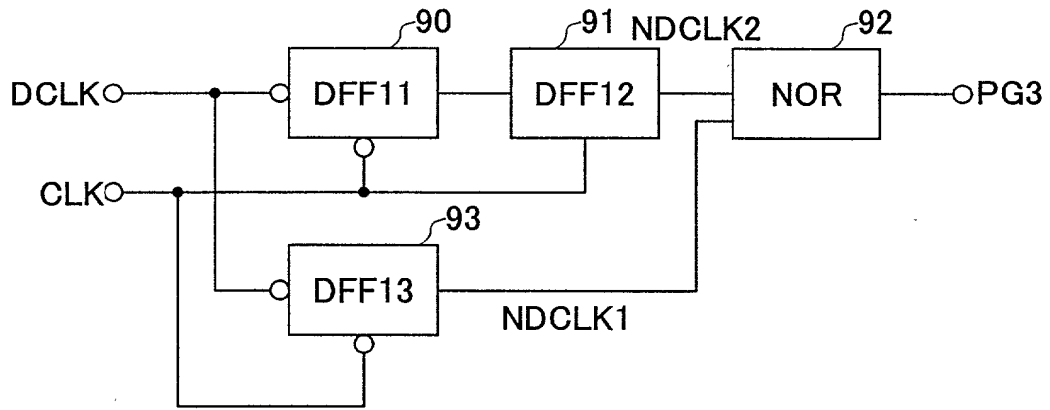 90
91
NDCLK2
92
DCLK
DFF11
DFF12
NOR
PG3
CLK
93
DFF13
NDCLK1